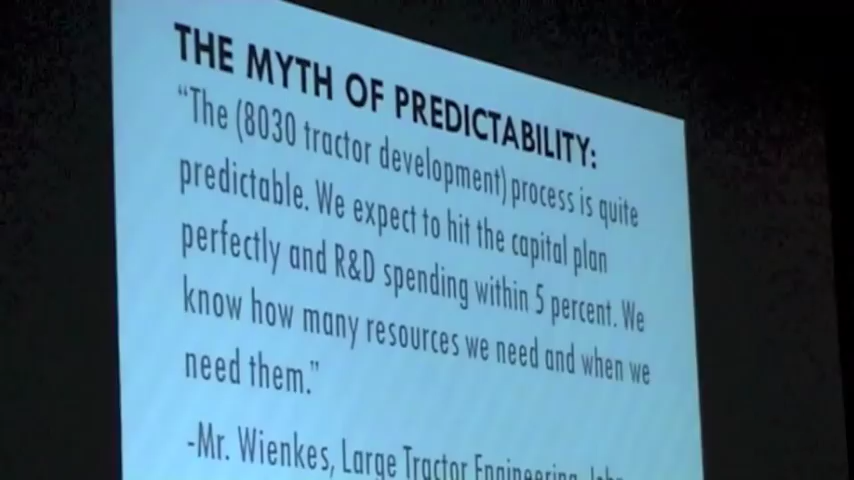 THE MYTH OF PREDICTABILITY:
“The (8030 tractor development) process is quite
predictable. We expect to hit the capital plan
perfectly and R&D spending within 5 percent. We
know how many resources we need and when we
need them.”
-Mr. Wienkes, Large Tractor Engineering,